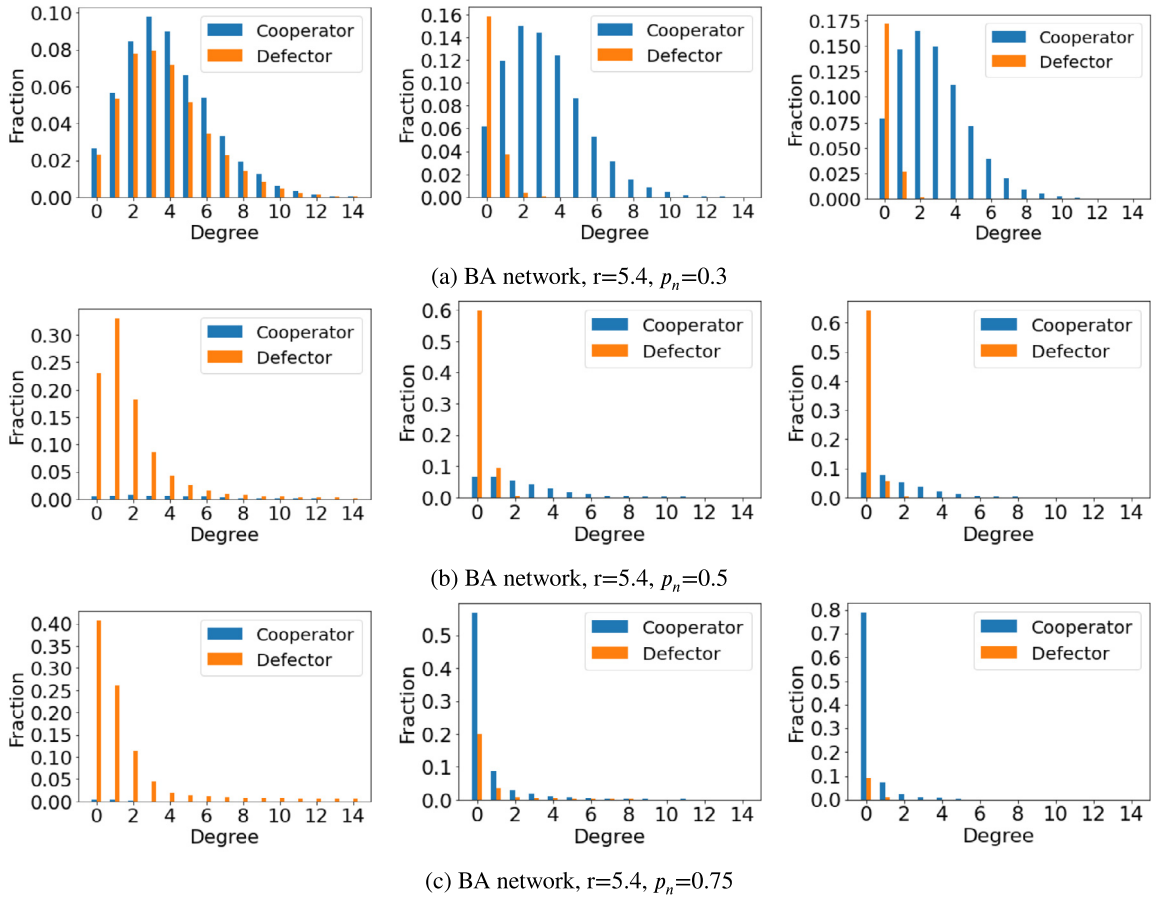 0.10
0.08
0.06
0.04
0.02
0.00
Fraction
Cooperator
Defector
0 2 4 6 8 10 12 14
Degree
0.16
0.14
0.12
0.10
0.08
0.06
0.04
0.02
0.00
Fraction
Cooperator
Defector
0 2 4 6 8 10 12 14
Degree
0.175
0.150
0.125
0.100
0.075
0.050
0.025
0.000
Fraction
Cooperator
Defector
0 2 4 6 8 10 12 14
Degree
(a) BA network, r=5.4, pₙ=0.3
0.30
0.25
0.20
0.15
0.10
0.05
0.00
Fraction
Cooperator
Defector
0 2 4 6 8 10 12 14
Degree
0.6
0.5
0.4
0.3
0.2
0.1
0.0
Fraction
Cooperator
Defector
0 2 4 6 8 10 12 14
Degree
0.6
0.5
0.4
0.3
0.2
0.1
0.0
Fraction
Cooperator
Defector
0 2 4 6 8 10 12 14
Degree
(b) BA network, r=5.4, pₙ=0.5
0.40
0.35
0.30
0.25
0.20
0.15
0.10
0.05
0.00
Fraction
Cooperator
Defector
0 2 4 6 8 10 12 14
Degree
0.5
0.4
0.3
0.2
0.1
0.0
Fraction
Cooperator
Defector
0 2 4 6 8 10 12 14
Degree
0.8
0.7
0.6
0.5
0.4
0.3
0.2
0.1
0.0
Fraction
Cooperator
Defector
0 2 4 6 8 10 12 14
Degree
(c) BA network, r=5.4, pₙ=0.75